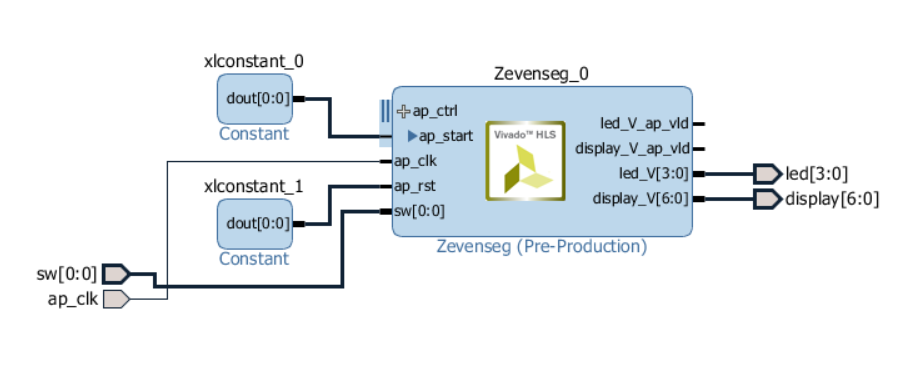 xlconstant_0
dout[0:0]
Constant
Zevenseg_0
ap_ctrl
ap_start
ap_clk
ap_rst
sw[0:0]
Vivado™ HLS
led_V_ap_vld
display_V_ap_vld
led_V[3:0]
display_V[6:0]
Zevenseg (Pre-Production)
led[3:0]
display[6:0]
xlconstant_1
dout[0:0]
Constant
sw[0:0]
ap_clk